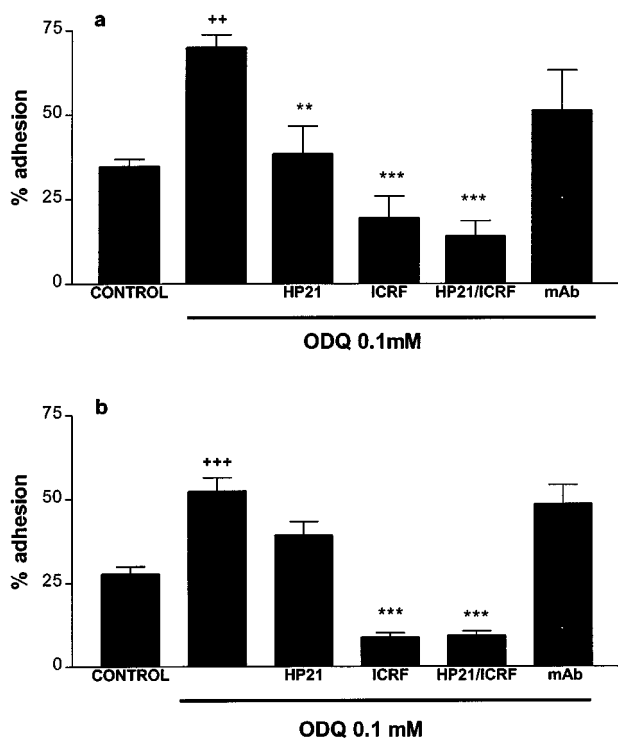 a
75
50
25
0
% adhesion
++
**
***
***
CONTROL HP21 ICRF HP21/ICRF mAb
ODQ 0.1mM
b
75
50
25
0
% adhesion
+++
***
***
CONTROL HP21 ICRF HP21/ICRF mAb
ODQ 0.1 mM